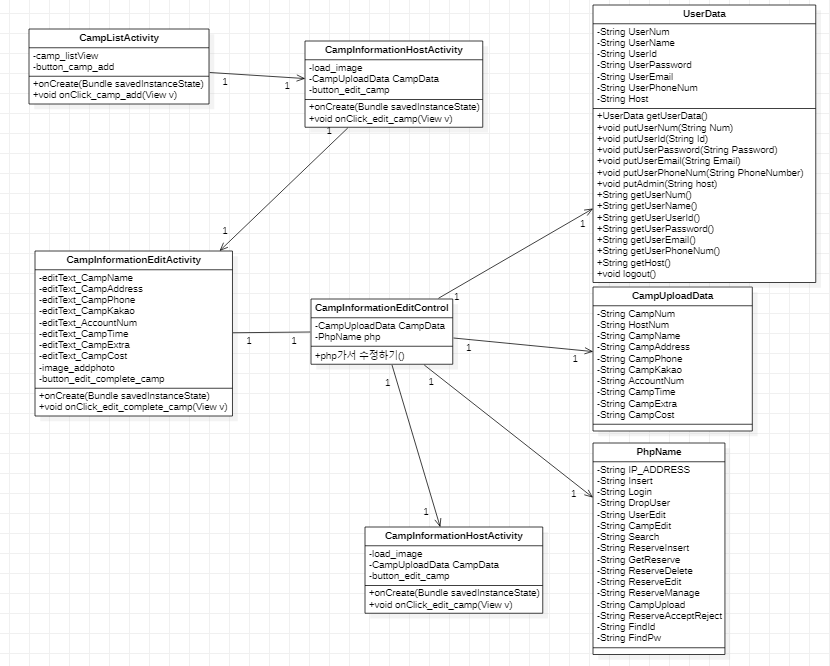 CampListActivity
-camp_listView
-button_camp_add
+onCreate(Bundle savedInstanceState)
+void onClick_camp_add(View v)
1
1
CampInformationHostActivity
-load_image
-CampUploadData CampData
-button_edit_camp
+onCreate(Bundle savedInstanceState)
+void onClick_edit_camp(View v)
1
1
UserData
-String UserNum
-String UserName
-String UserId
-String UserPassword
-String UserEmail
-String UserPhoneNum
-String Host
+UserData getUserData()
+void putUserNum(String Num)
+void putUserId(String Id)
+void putUserPassword(String Password)
+void putUserEmail(String Email)
+void putUserPhoneNum(String PhoneNumber)
+void putAdmin(String host)
+String getUserNum()
+String getUserName()
+String getUserUserId()
+String getUserPassword()
+String getUserEmail()
+String getUserPhoneNum()
+String getHost()
+void logout()
CampInformationEditActivity
-editText_CampName
-editText_CampAddress
-editText_CampPhone
-editText_CampKakao
-editText_AccountNum
-editText_CampTime
-editText_CampExtra
-editText_CampCost
-image_addphoto
-button_edit_complete_camp
+onCreate(Bundle savedInstanceState)
+void onClick_edit_complete_camp(View v)
1
1
CampInformationEditControl
-CampUploadData CampData
-PhpName php
+php가서 수정하기()
1
1
1
1
1
1
1
1
CampUploadData
-String CampNum
-String HostNum
-String CampName
-String CampAddress
-String CampPhone
-String CampKakao
-String AccountNum
-String CampTime
-String CampExtra
-String CampCost
PhpName
-String IP_ADDRESS
-String Insert
-String Login
-String DropUser
-String UserEdit
-String CampEdit
-String Search
-String ReserveInsert
-String GetReserve
-String ReserveDelete
-String ReserveEdit
-String ReserveManage
-String CampUpload
-String ReserveAcceptReject
-String FindId
-String FindPw
CampInformationHostActivity
-load_image
-CampUploadData CampData
-button_edit_camp
+onCreate(Bundle savedInstanceState)
+void onClick_edit_camp(View v)